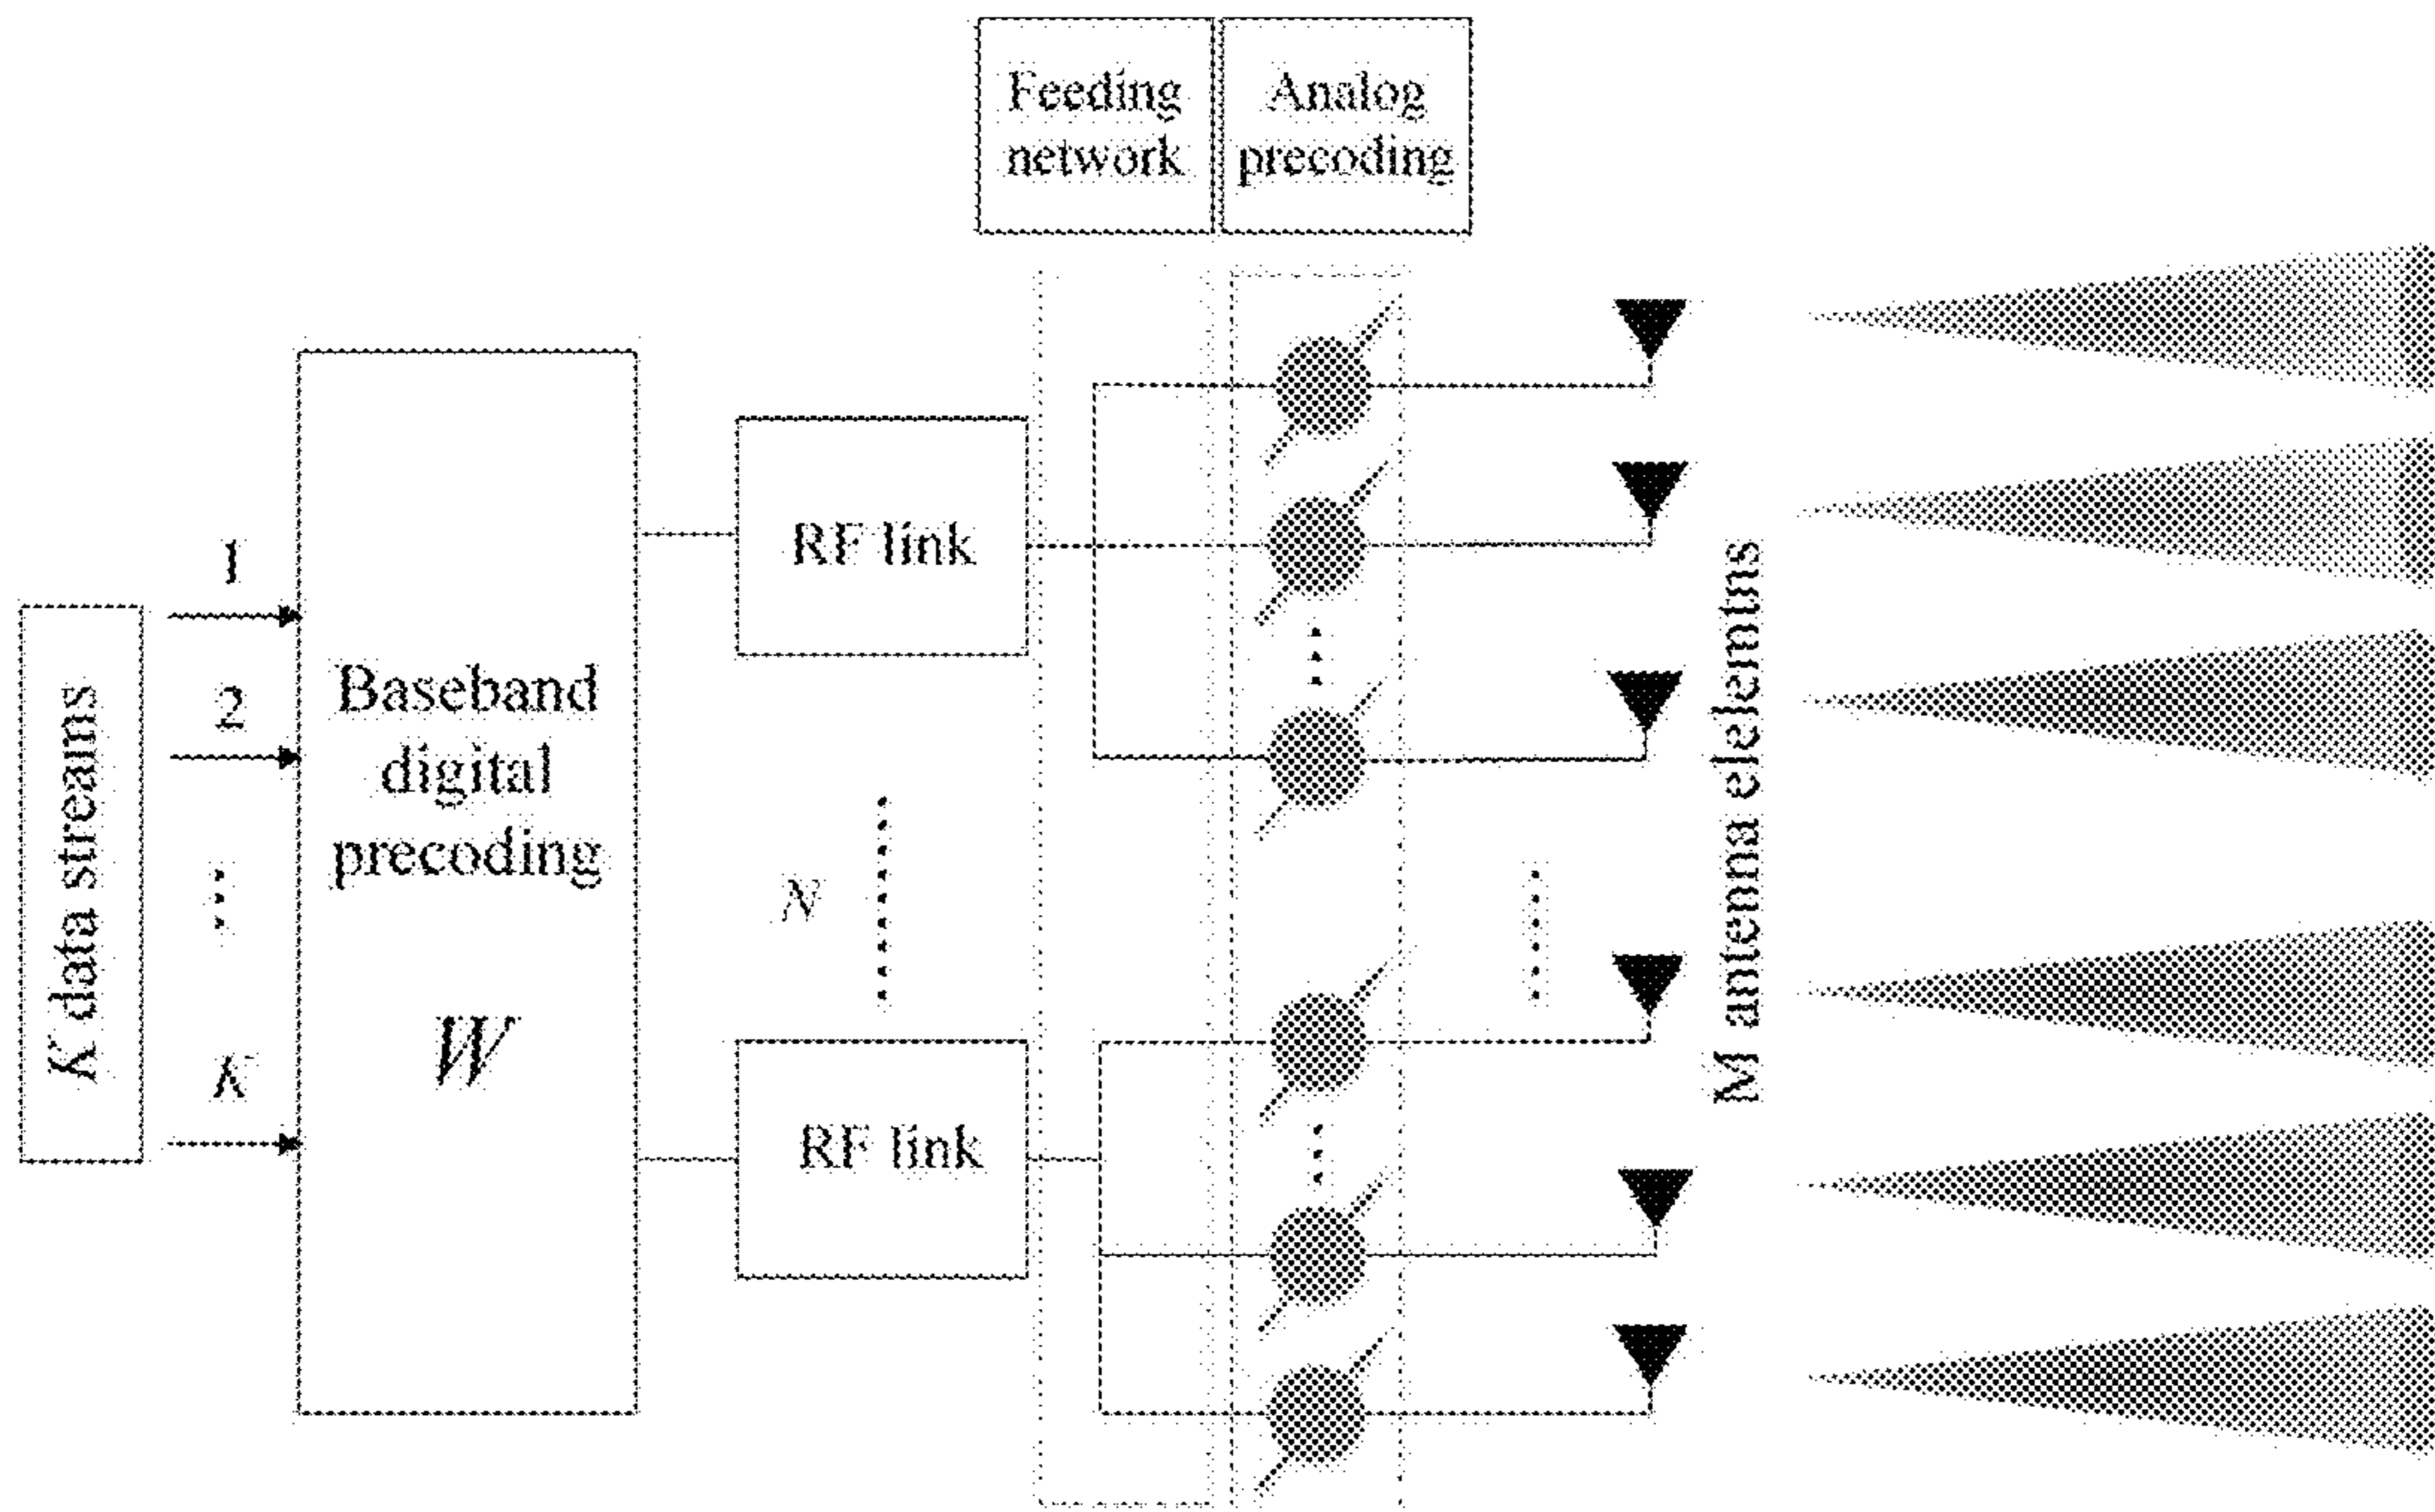 Feeding
network
Analog
precoding
K data streams
1
2
K
Baseband
digital
precoding
W
RF link
N
RF link
M antenna elelemtns